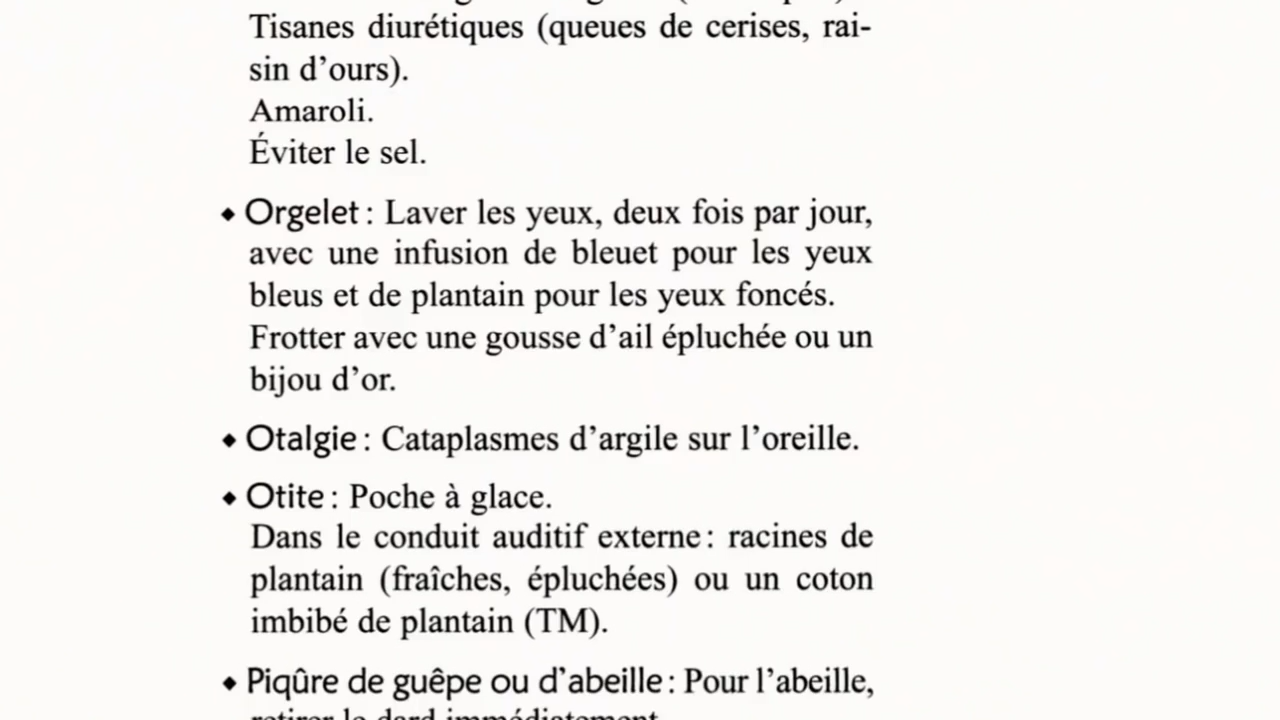 Tisanes diurétiques (queues de cerises, rai-
sin d’ours).
Amaroli.
Éviter le sel.
◆ Orgelet : Laver les yeux, deux fois par jour,
avec une infusion de bleuet pour les yeux
bleus et de plantain pour les yeux foncés.
Frotter avec une gousse d’ail épluchée ou un
bijou d’or.
◆ Otalgie : Cataplasmes d’argile sur l’oreille.
◆ Otite : Poche à glace.
Dans le conduit auditif externe : racines de
plantain (fraîches, épluchées) ou un coton
imbibé de plantain (TM).
◆ Piqûre de guêpe ou d’abeille : Pour l’abeille,
retirer le dard immédiatement.